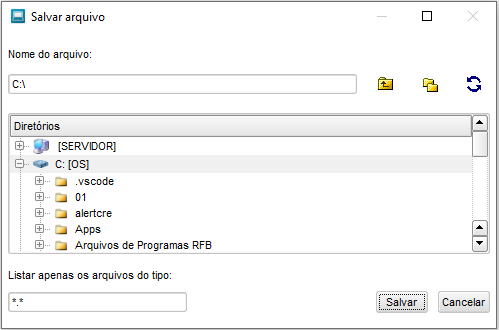 Salvar arquivo
Nome do arquivo:
C:\
Diretórios
[SERVIDOR]
C: [OS]
.vscode
01
alertcre
Apps
Arquivos de Programas RFB
Listar apenas os arquivos do tipo:
*.*
Salvar
Cancelar